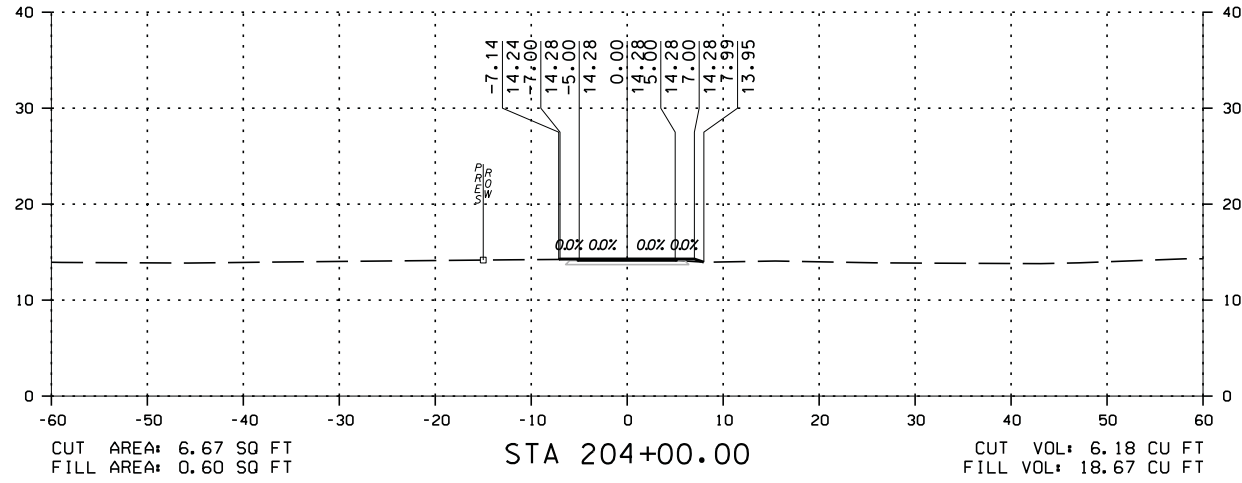 40 40
-7.14
14.24
-7.00
14.28
-5.00
14.28
0.00
14.28
5.00
14.28
7.00
14.28
7.99
13.95
30 30
PRES
ROW
20 20
0.0% 0.0% 0.0% 0.0%
10 10
0 0
-60 -50 -40 -30 -20 -10 0 10 20 30 40 50 60
CUT AREA: 6.67 SQ FT
FILL AREA: 0.60 SQ FT
STA 204+00.00
CUT VOL: 6.18 CU FT
FILL VOL: 18.67 CU FT